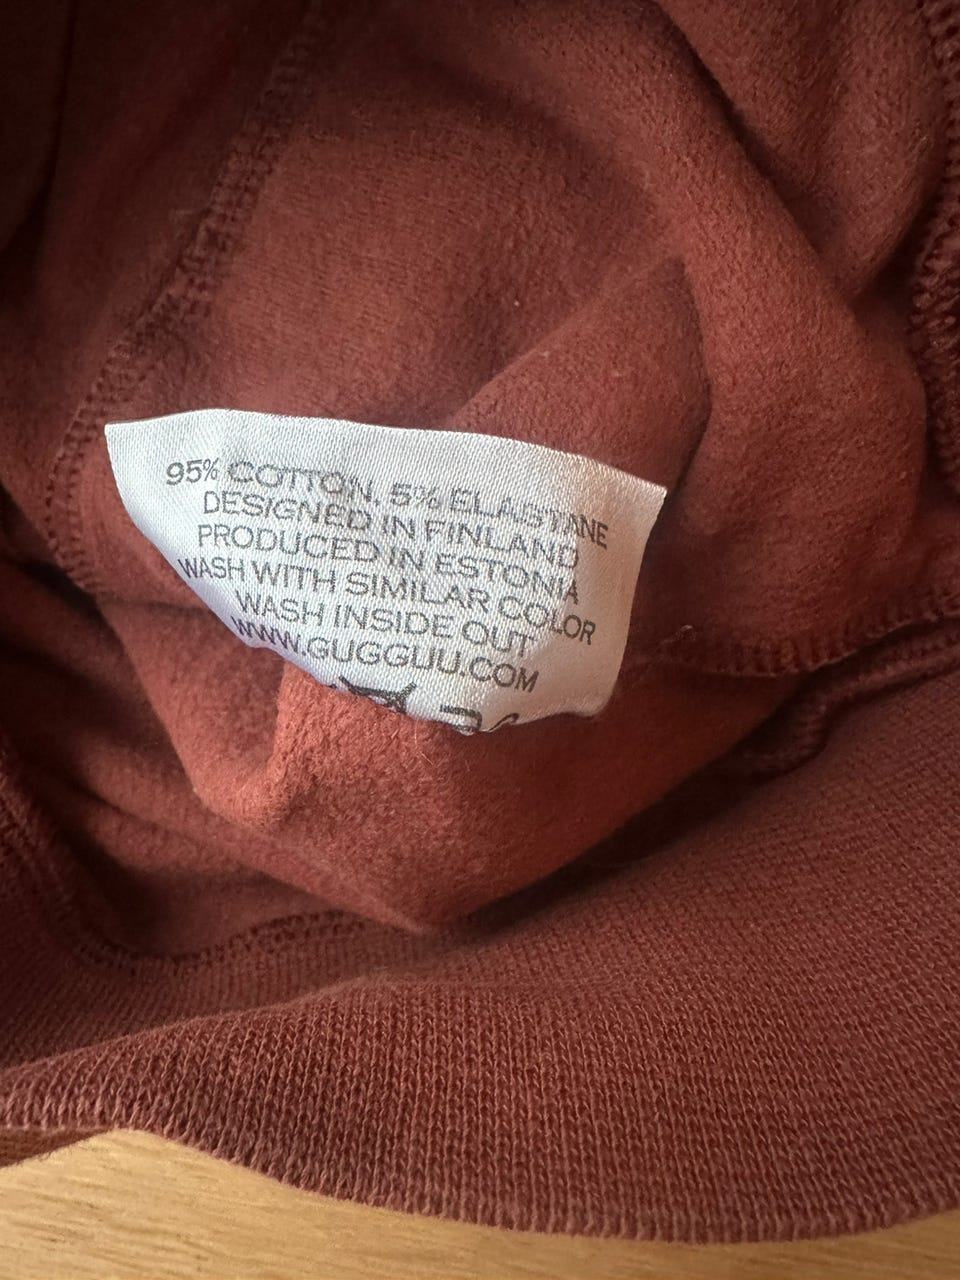 95% COTTON, 5% ELASTANE
DESIGNED IN FINLAND
PRODUCED IN ESTONIA
WASH WITH SIMILAR COLOR
WASH INSIDE OUT
WWW.GUGGUU.COM